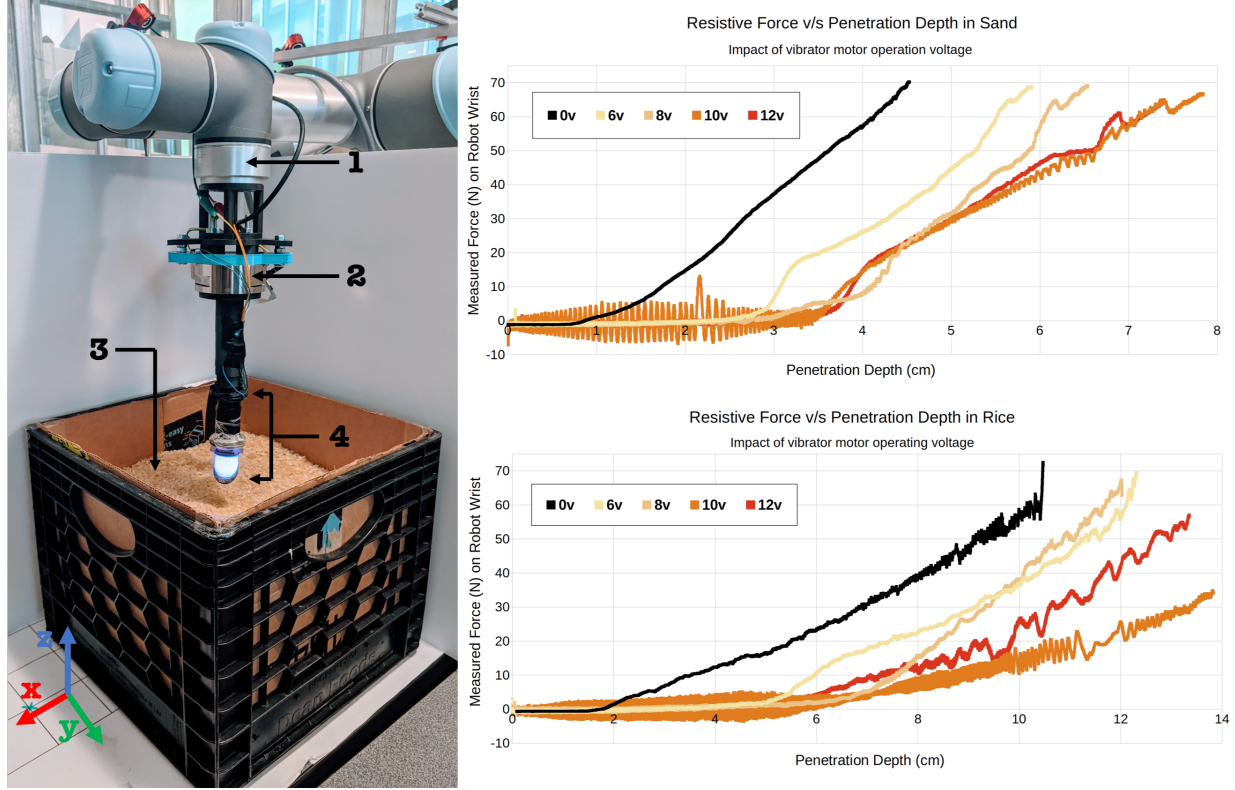 1
2
3
4
z
x
y
Resistive Force v/s Penetration Depth in Sand
Impact of vibrator motor operation voltage
Measured Force (N) on Robot Wrist
70
60
50
40
30
20
10
0
-10
0v 6v 8v 10v 12v
0 1 2 3 4 5 6 7 8
Penetration Depth (cm)
Resistive Force v/s Penetration Depth in Rice
Impact of vibrator motor operating voltage
Measured Force (N) on Robot Wrist
70
60
50
40
30
20
10
0
-10
0v 6v 8v 10v 12v
0 2 4 6 8 10 12 14
Penetration Depth (cm)